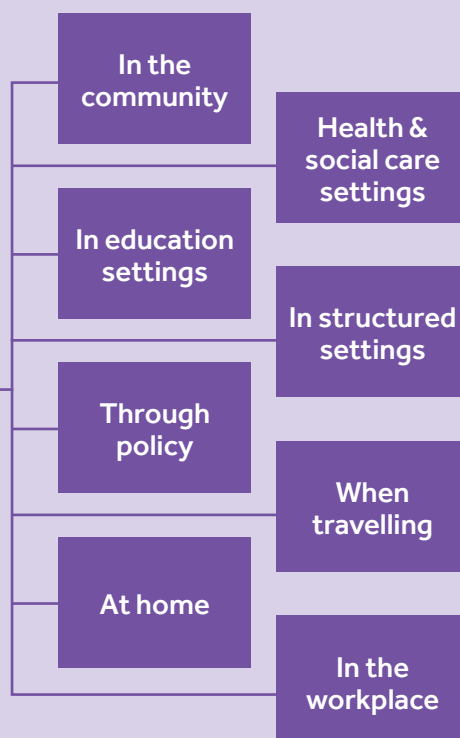 In the
community
Health &
social care
settings
In education
settings
In structured
settings
Through
policy
When
travelling
At home
In the
workplace